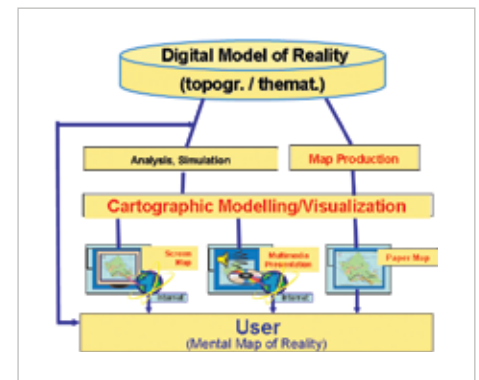 Digital Model of Reality
(topogr. / themat.)
Analysis, Simulation
Map Production
Cartographic Modelling/Visualization
Screen
Map
Multimedia
Presentation
Paper Map
Internet
Internet
User
(Mental Map of Reality)